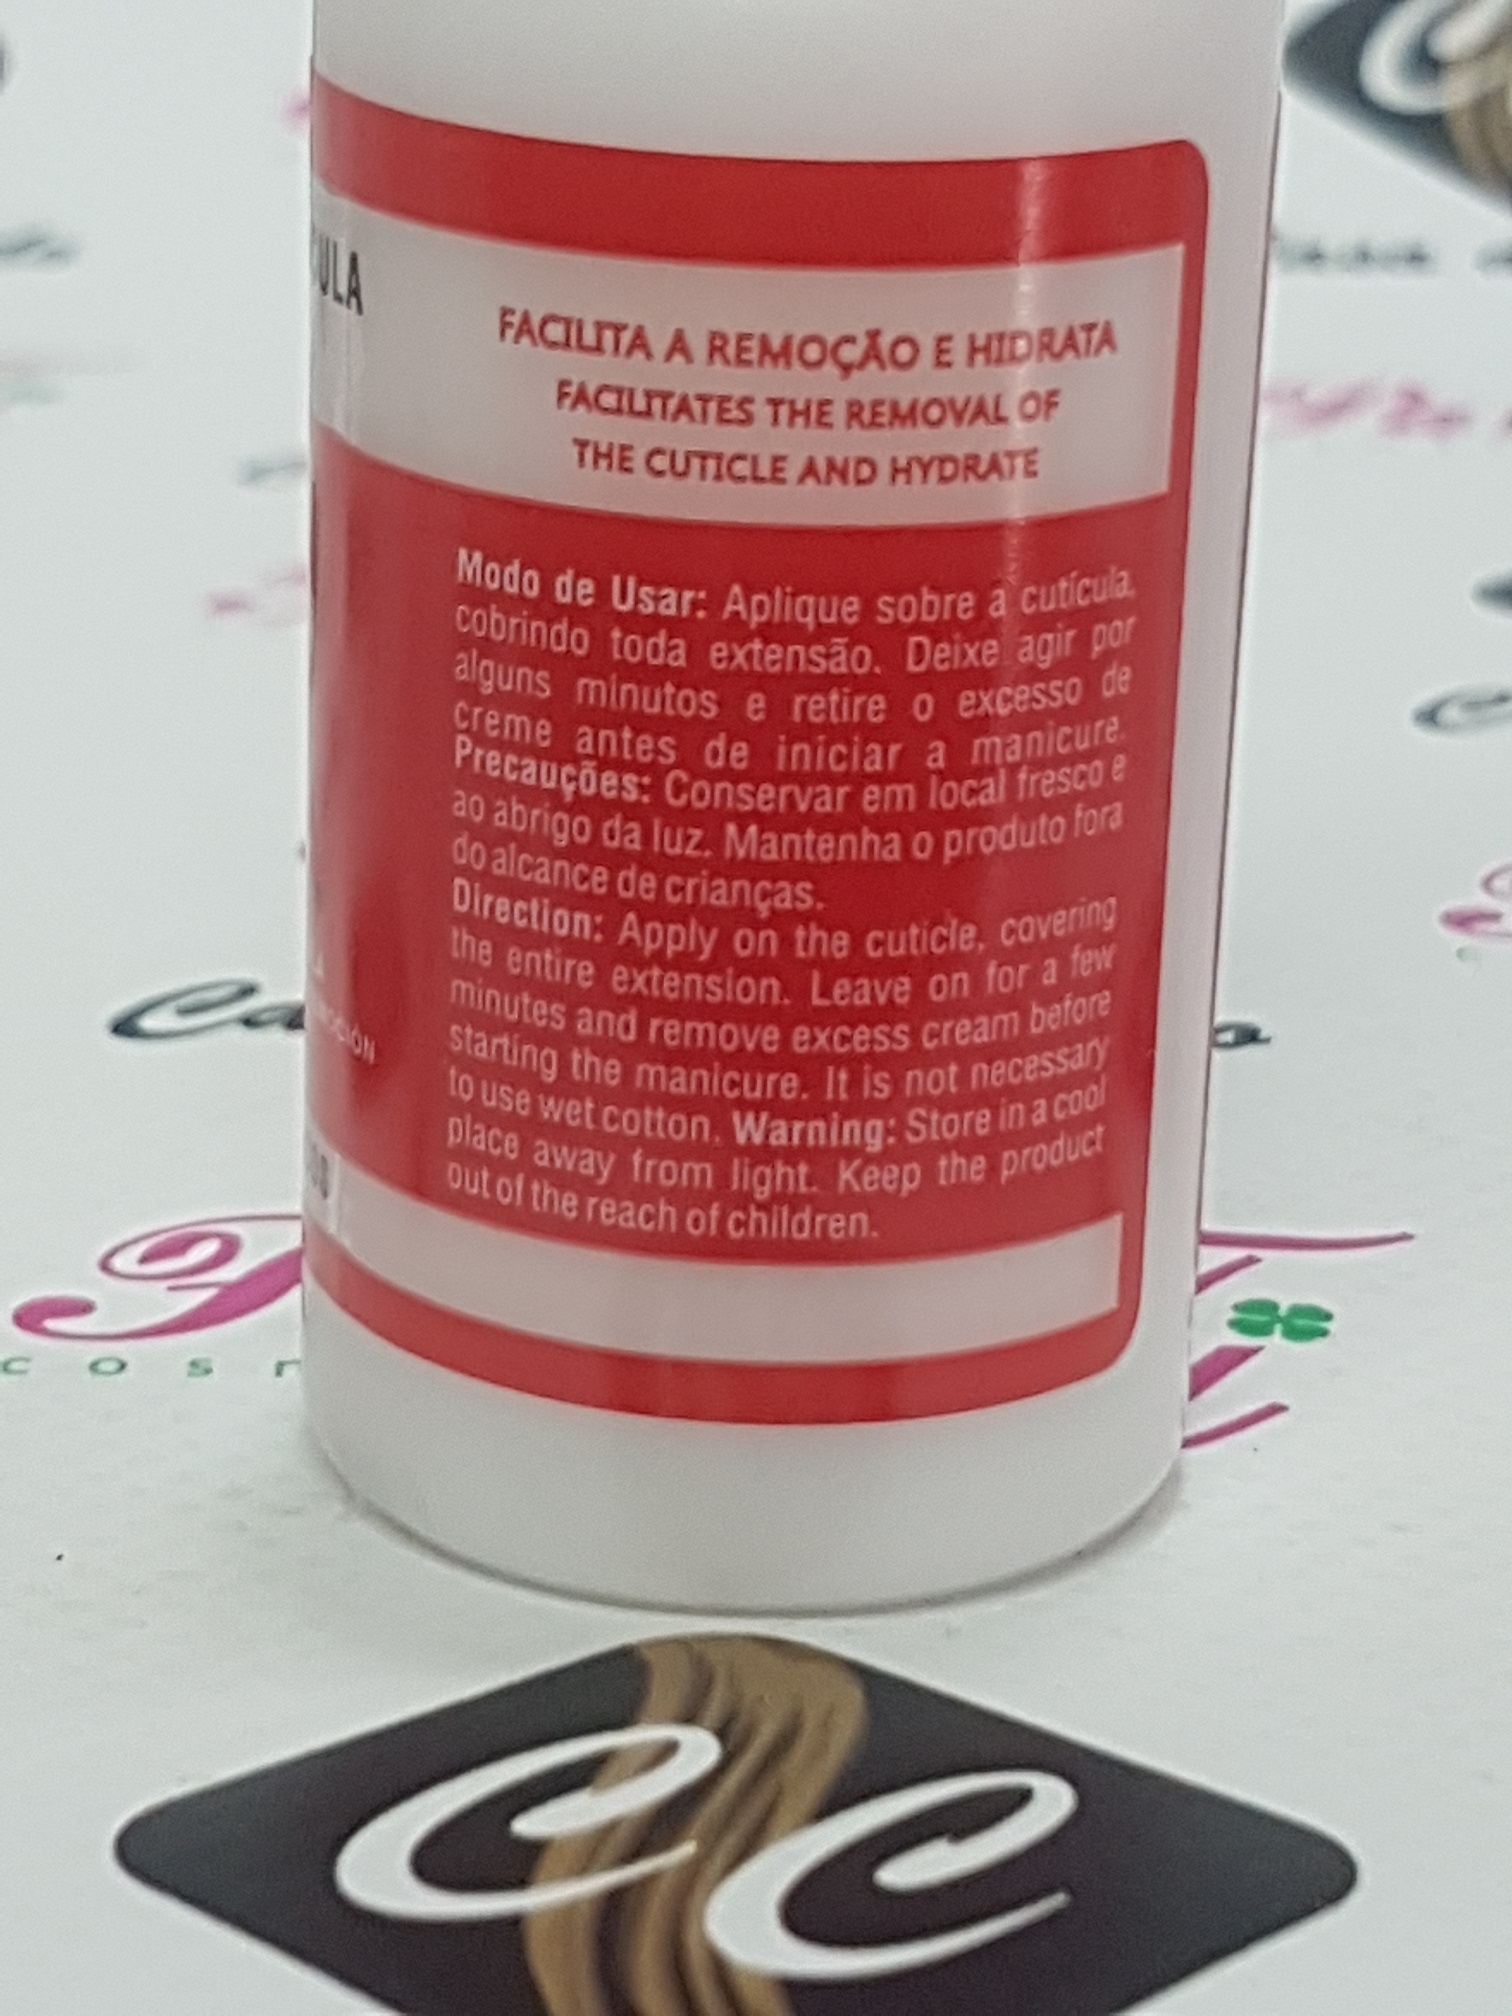 FACILITA A REMOÇÃO E HIDRATA
FACILITATES THE REMOVAL OF
THE CUTICLE AND HYDRATE
Modo de Usar: Aplique sobre a cutícula,
cobrindo toda extensão. Deixe agir por
alguns minutos e retire o excesso de
creme antes de iniciar a manicure.
Precauções: Conservar em local fresco e
ao abrigo da luz. Mantenha o produto fora
do alcance de crianças.
Direction: Apply on the cuticle, covering
the entire extension. Leave on for a few
minutes and remove excess cream before
starting the manicure. It is not necessary
to use wet cotton. Warning: Store in a cool
place away from light. Keep the product
out of the reach of children.
CC